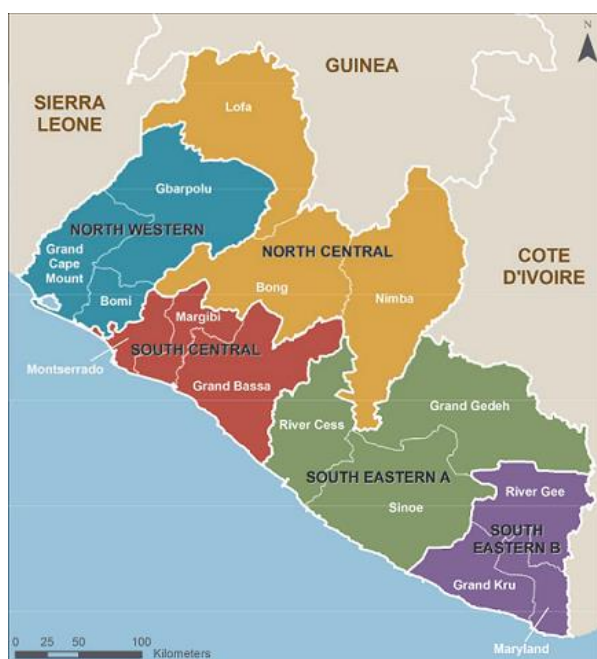 N
GUINEA
SIERRA
LEONE
Lofa
Gbarpolu
NORTH WESTERN
NORTH CENTRAL
Grand
Cape
Mount
COTE
D'IVOIRE
Bong
Nimba
Bomi
Margibi
SOUTH CENTRAL
Montserrado
Grand Bassa
Grand Gedeh
River Cess
SOUTH EASTERN A
River Gee
Sinoe
SOUTH
EASTERN B
Grand Kru
Maryland
0 25 50 100
Kilometers